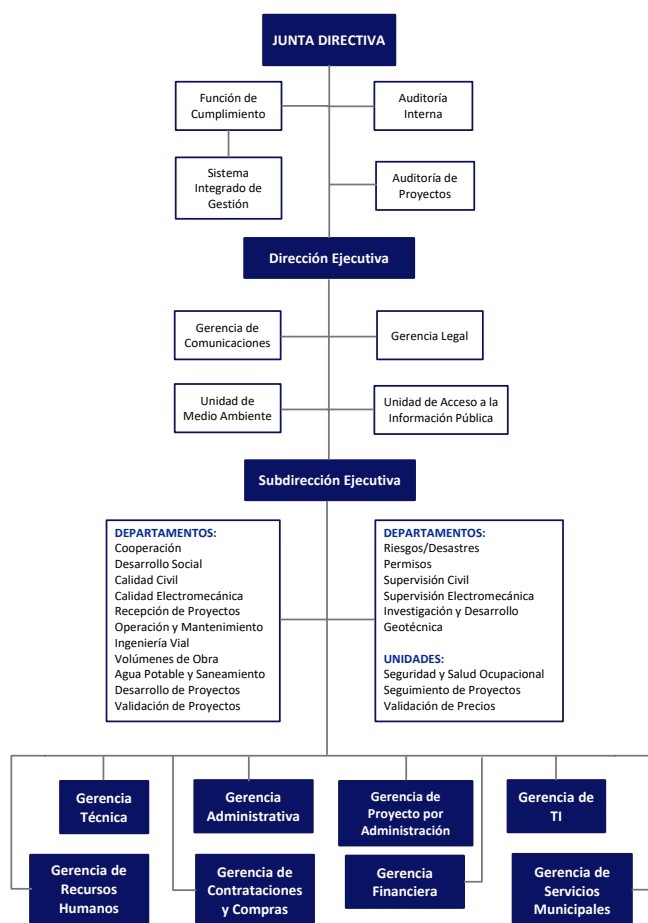 JUNTA DIRECTIVA
Función de
Cumplimiento
Auditoría
Interna
Sistema
Integrado de
Gestión
Auditoría de
Proyectos
Dirección Ejecutiva
Gerencia de
Comunicaciones
Gerencia Legal
Unidad de
Medio Ambiente
Unidad de Acceso a la
Información Pública
Subdirección Ejecutiva
DEPARTAMENTOS:
Cooperación
Desarrollo Social
Calidad Civil
Calidad Electromecánica
Recepción de Proyectos
Operación y Mantenimiento
Ingeniería Vial
Volúmenes de Obra
Agua Potable y Saneamiento
Desarrollo de Proyectos
Validación de Proyectos
DEPARTAMENTOS:
Riesgos/Desastres
Permisos
Supervisión Civil
Supervisión Electromecánica
Investigación y Desarrollo
Geotécnica
UNIDADES:
Seguridad y Salud Ocupacional
Seguimiento de Proyectos
Validación de Precios
Gerencia
Técnica
Gerencia
Administrativa
Gerencia de
Proyecto por
Administración
Gerencia de
TI
Gerencia de
Recursos
Humanos
Gerencia de
Contrataciones
y Compras
Gerencia
Financiera
Gerencia de
Servicios
Municipales